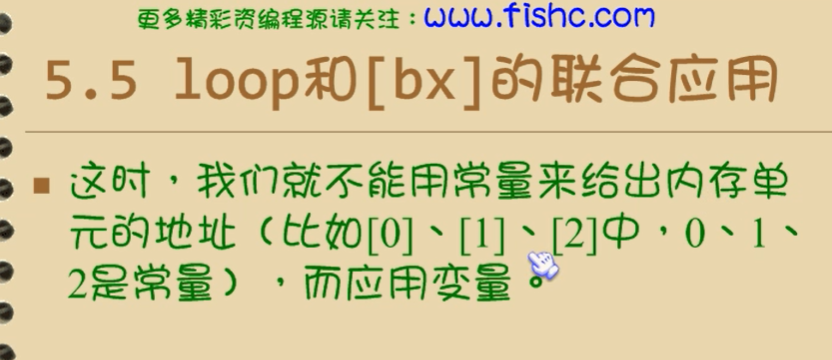 更多精彩资编程源请关注：www.fishc.com
5.5 loop和[bx]的联合应用
这时，我们就不能用常量来给出内存单
元的地址（比如[0]、[1]、[2]中，0、1、
2是常量），而应用变量。